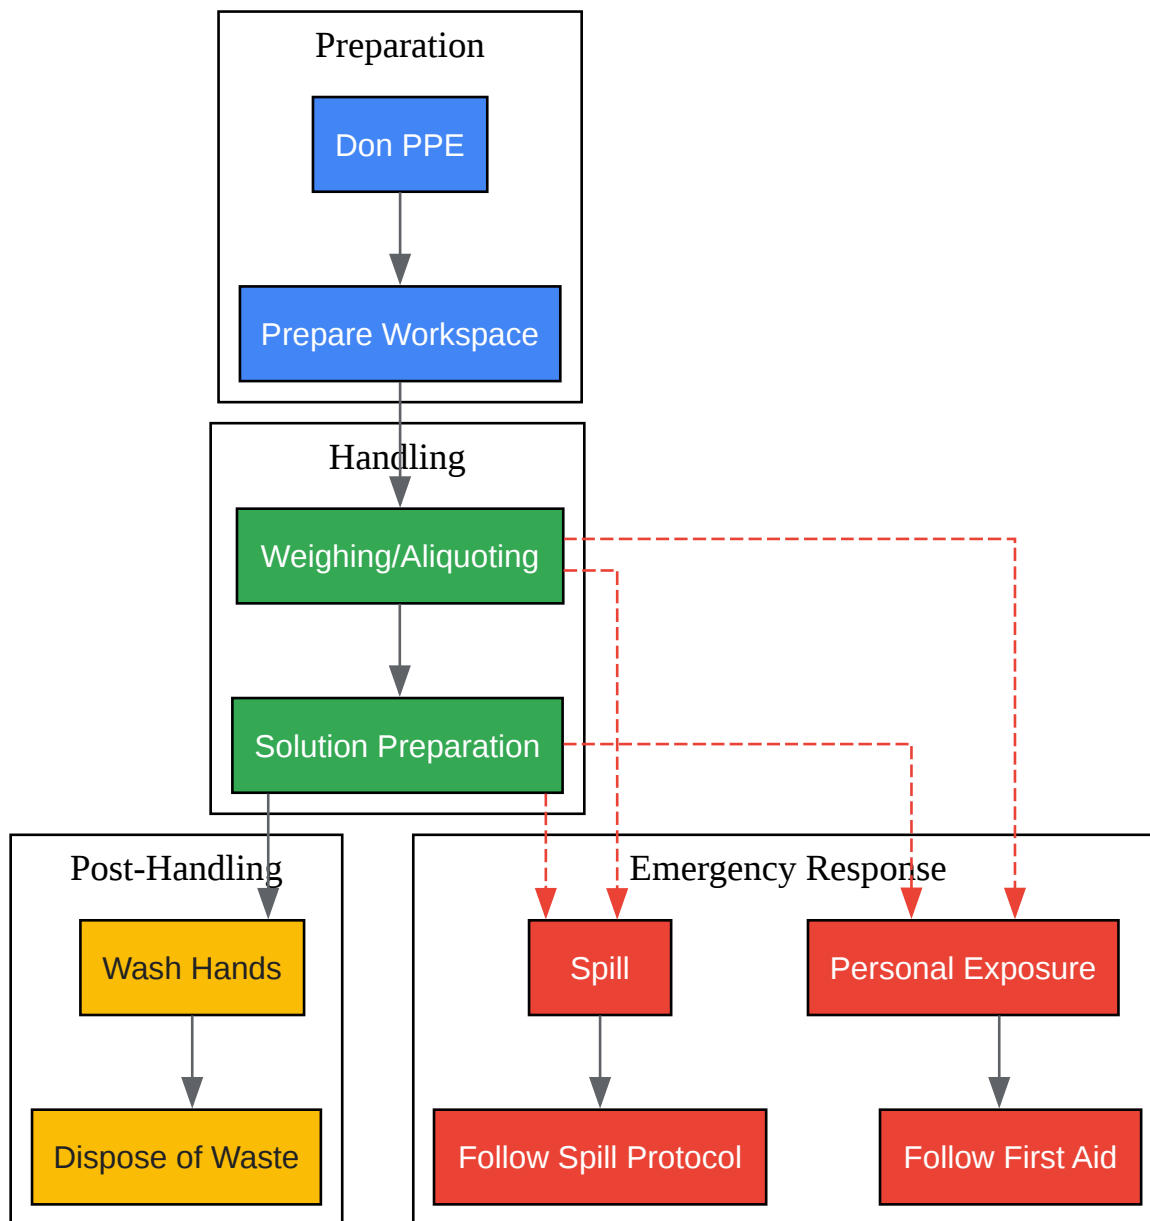 Preparation
Don PPE
Prepare Workspace
Handling
Weighing/Aliquoting
Solution Preparation
Post-Handling
Wash Hands
Dispose of Waste
Emergency Response
Spill
Personal Exposure
Follow Spill Protocol
Follow First Aid